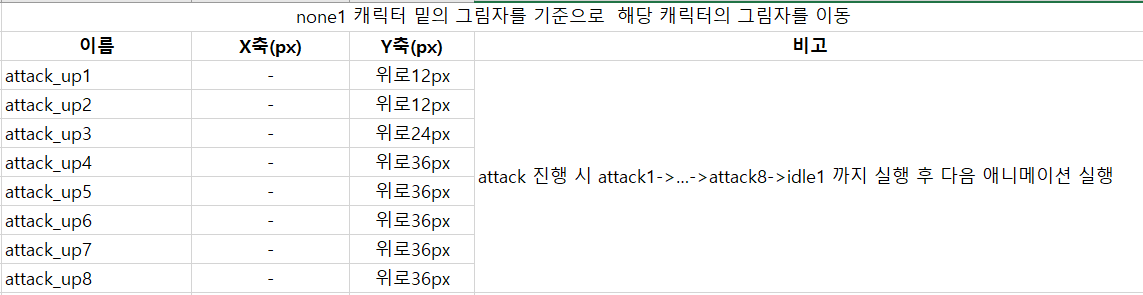 none1 캐릭터 밑의 그림자를 기준으로  해당 캐릭터의 그림자를 이동
이름 X축(px) Y축(px) 비고
attack_up1 - 위로12px
attack_up2 - 위로12px
attack_up3 - 위로24px
attack_up4 - 위로36px
attack 진행 시 attack1->...->attack8->idle1 까지 실행 후 다음 애니메이션 실행
attack_up5 - 위로36px
attack_up6 - 위로36px
attack_up7 - 위로36px
attack_up8 - 위로36px